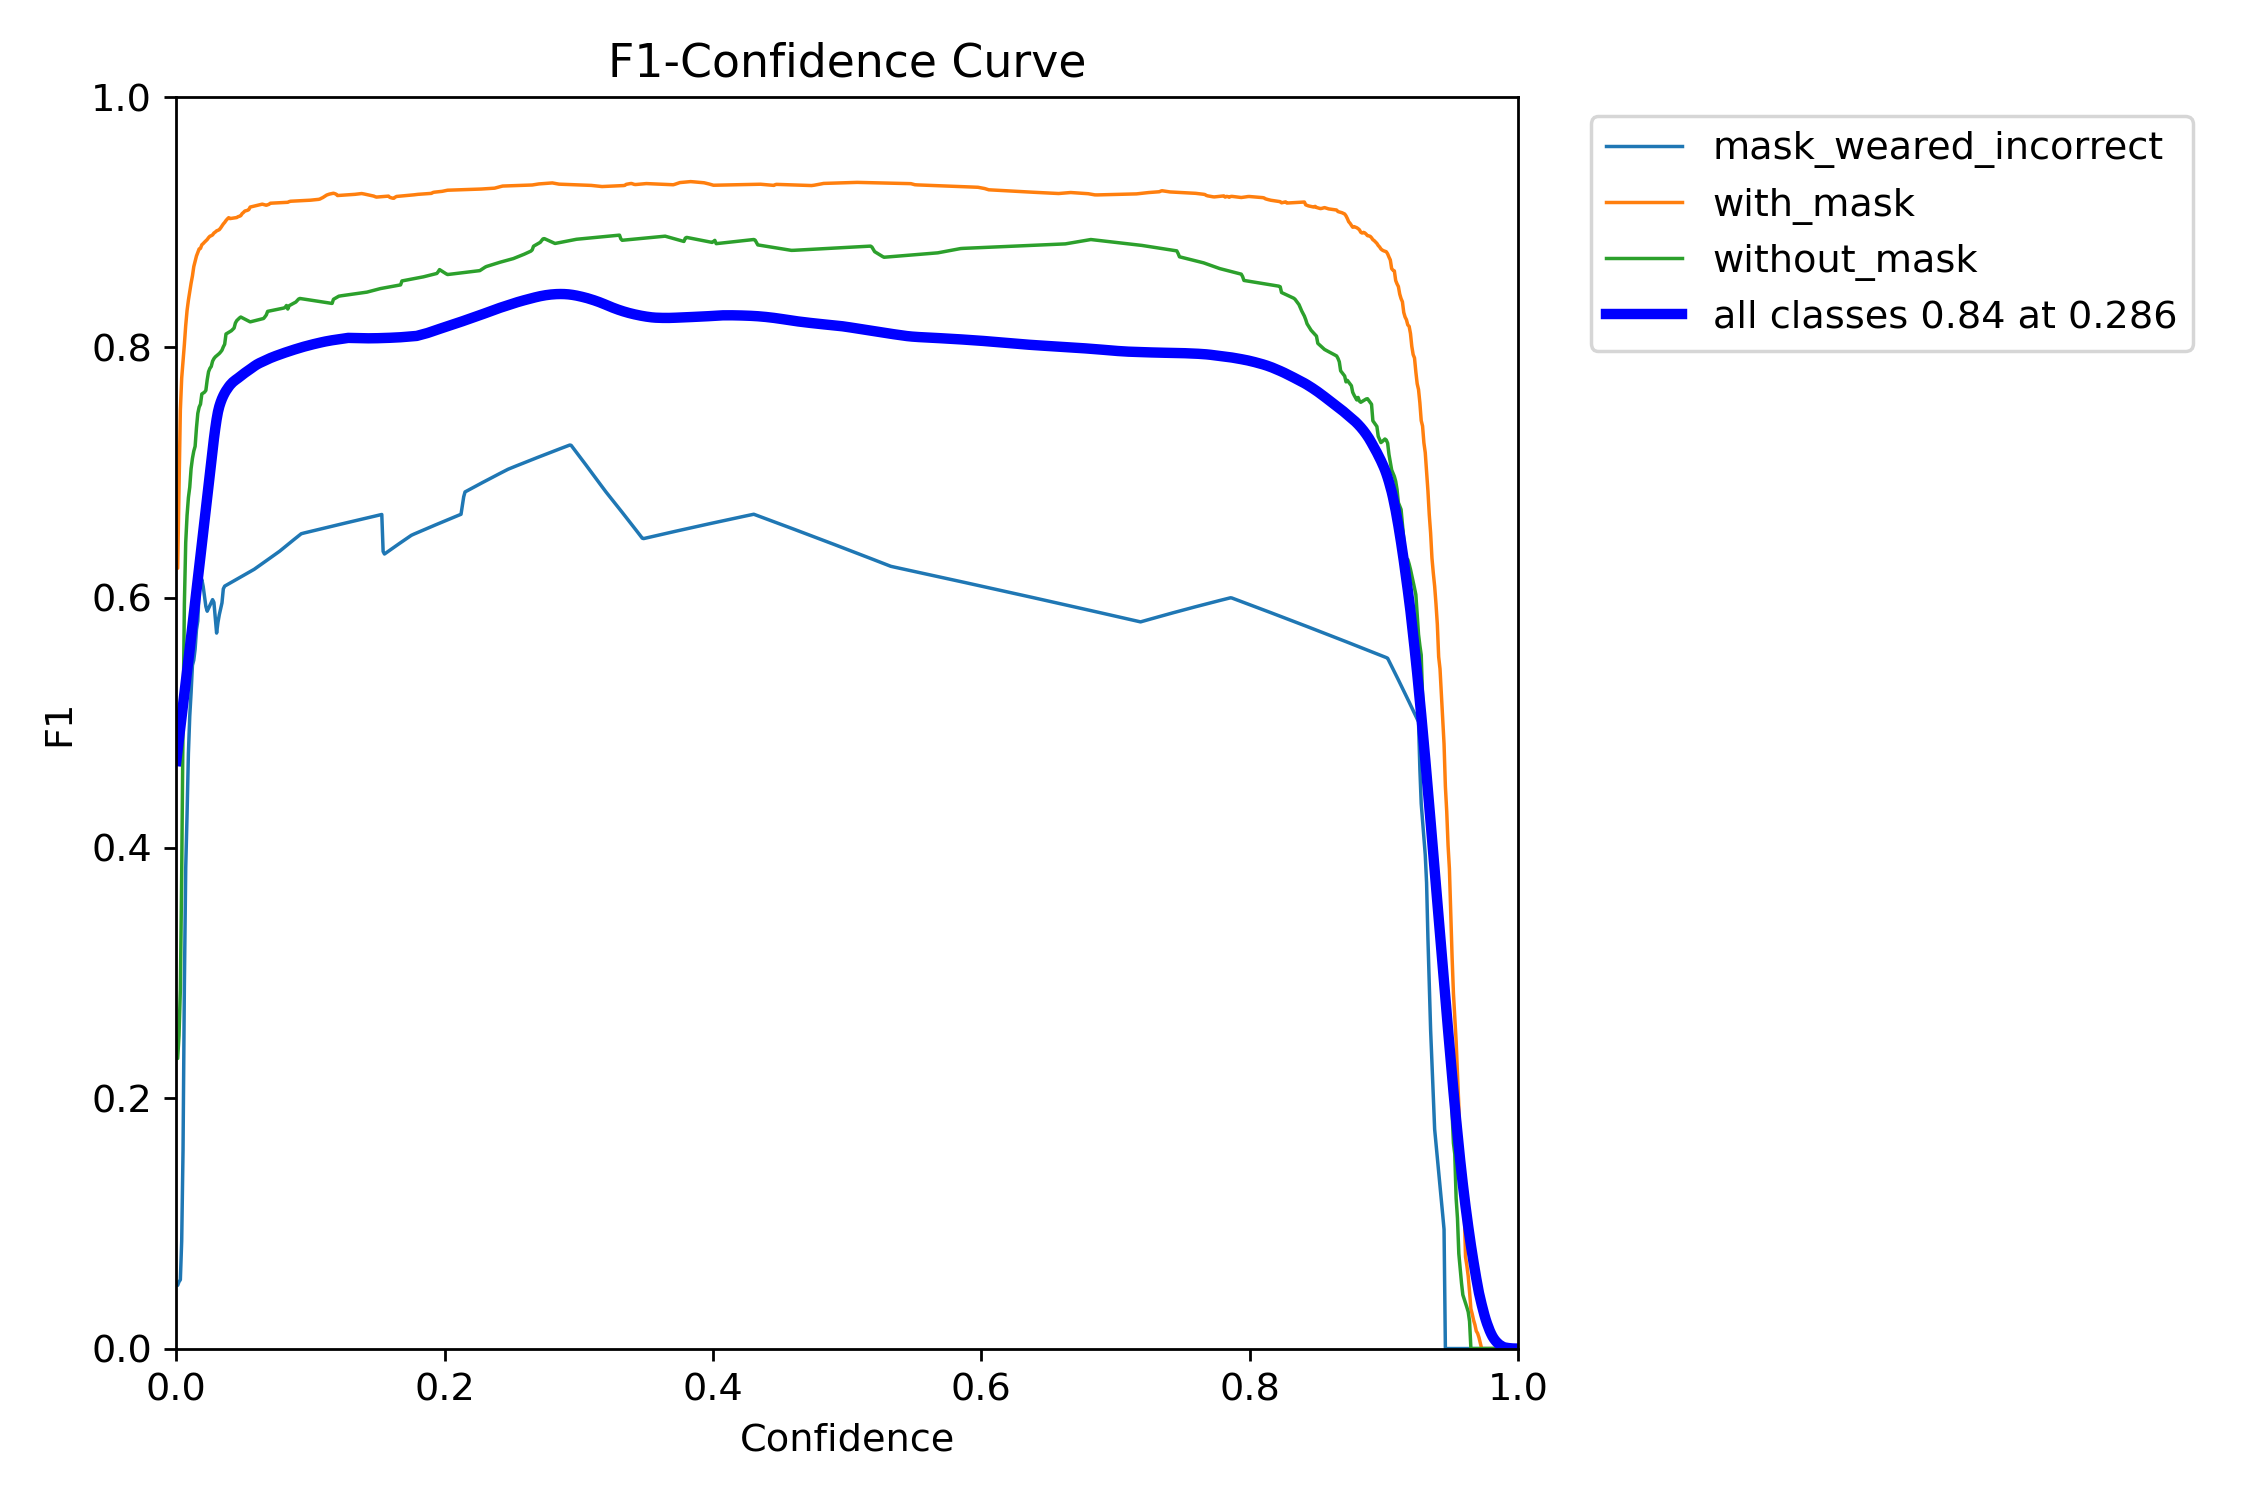 F1-Confidence Curve
1.0
0.8
0.6
0.4
0.2
0.0
F1
0.0 0.2 0.4 0.6 0.8 1.0
Confidence
mask_weared_incorrect
with_mask
without_mask
all classes 0.84 at 0.286